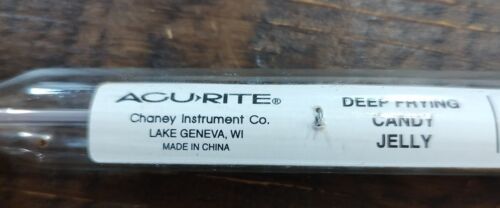 ACU›RITE®
Chaney Instrument Co.
LAKE GENEVA, WI
MADE IN CHINA
DEEP FRYING
CANDY
JELLY